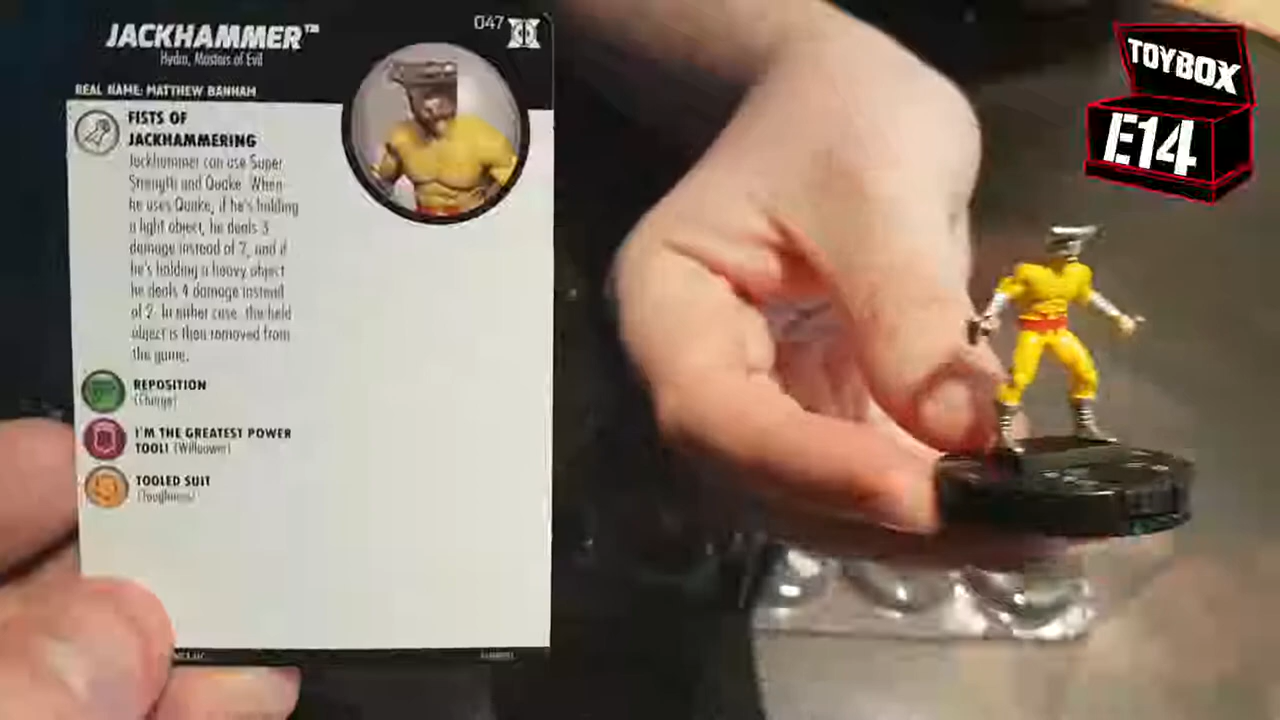 JACKHAMMER™
047
Hydra, Masters of Evil
REAL NAME: MATTHEW BANHAM
FISTS OF
JACKHAMMERING
Jackhammer can use Super
Strength and Quake. When
he uses Quake, if he's holding
a light object, he deals 3
damage instead of 2, and if
he's holding a heavy object
he deals 4 damage instead
of 2. In either case, the held
object is then removed from
the game.
REPOSITION
(Charge)
I'M THE GREATEST POWER
TOOL! (Willpower)
TOOLED SUIT
(Toughness)
TOYBOX
E14